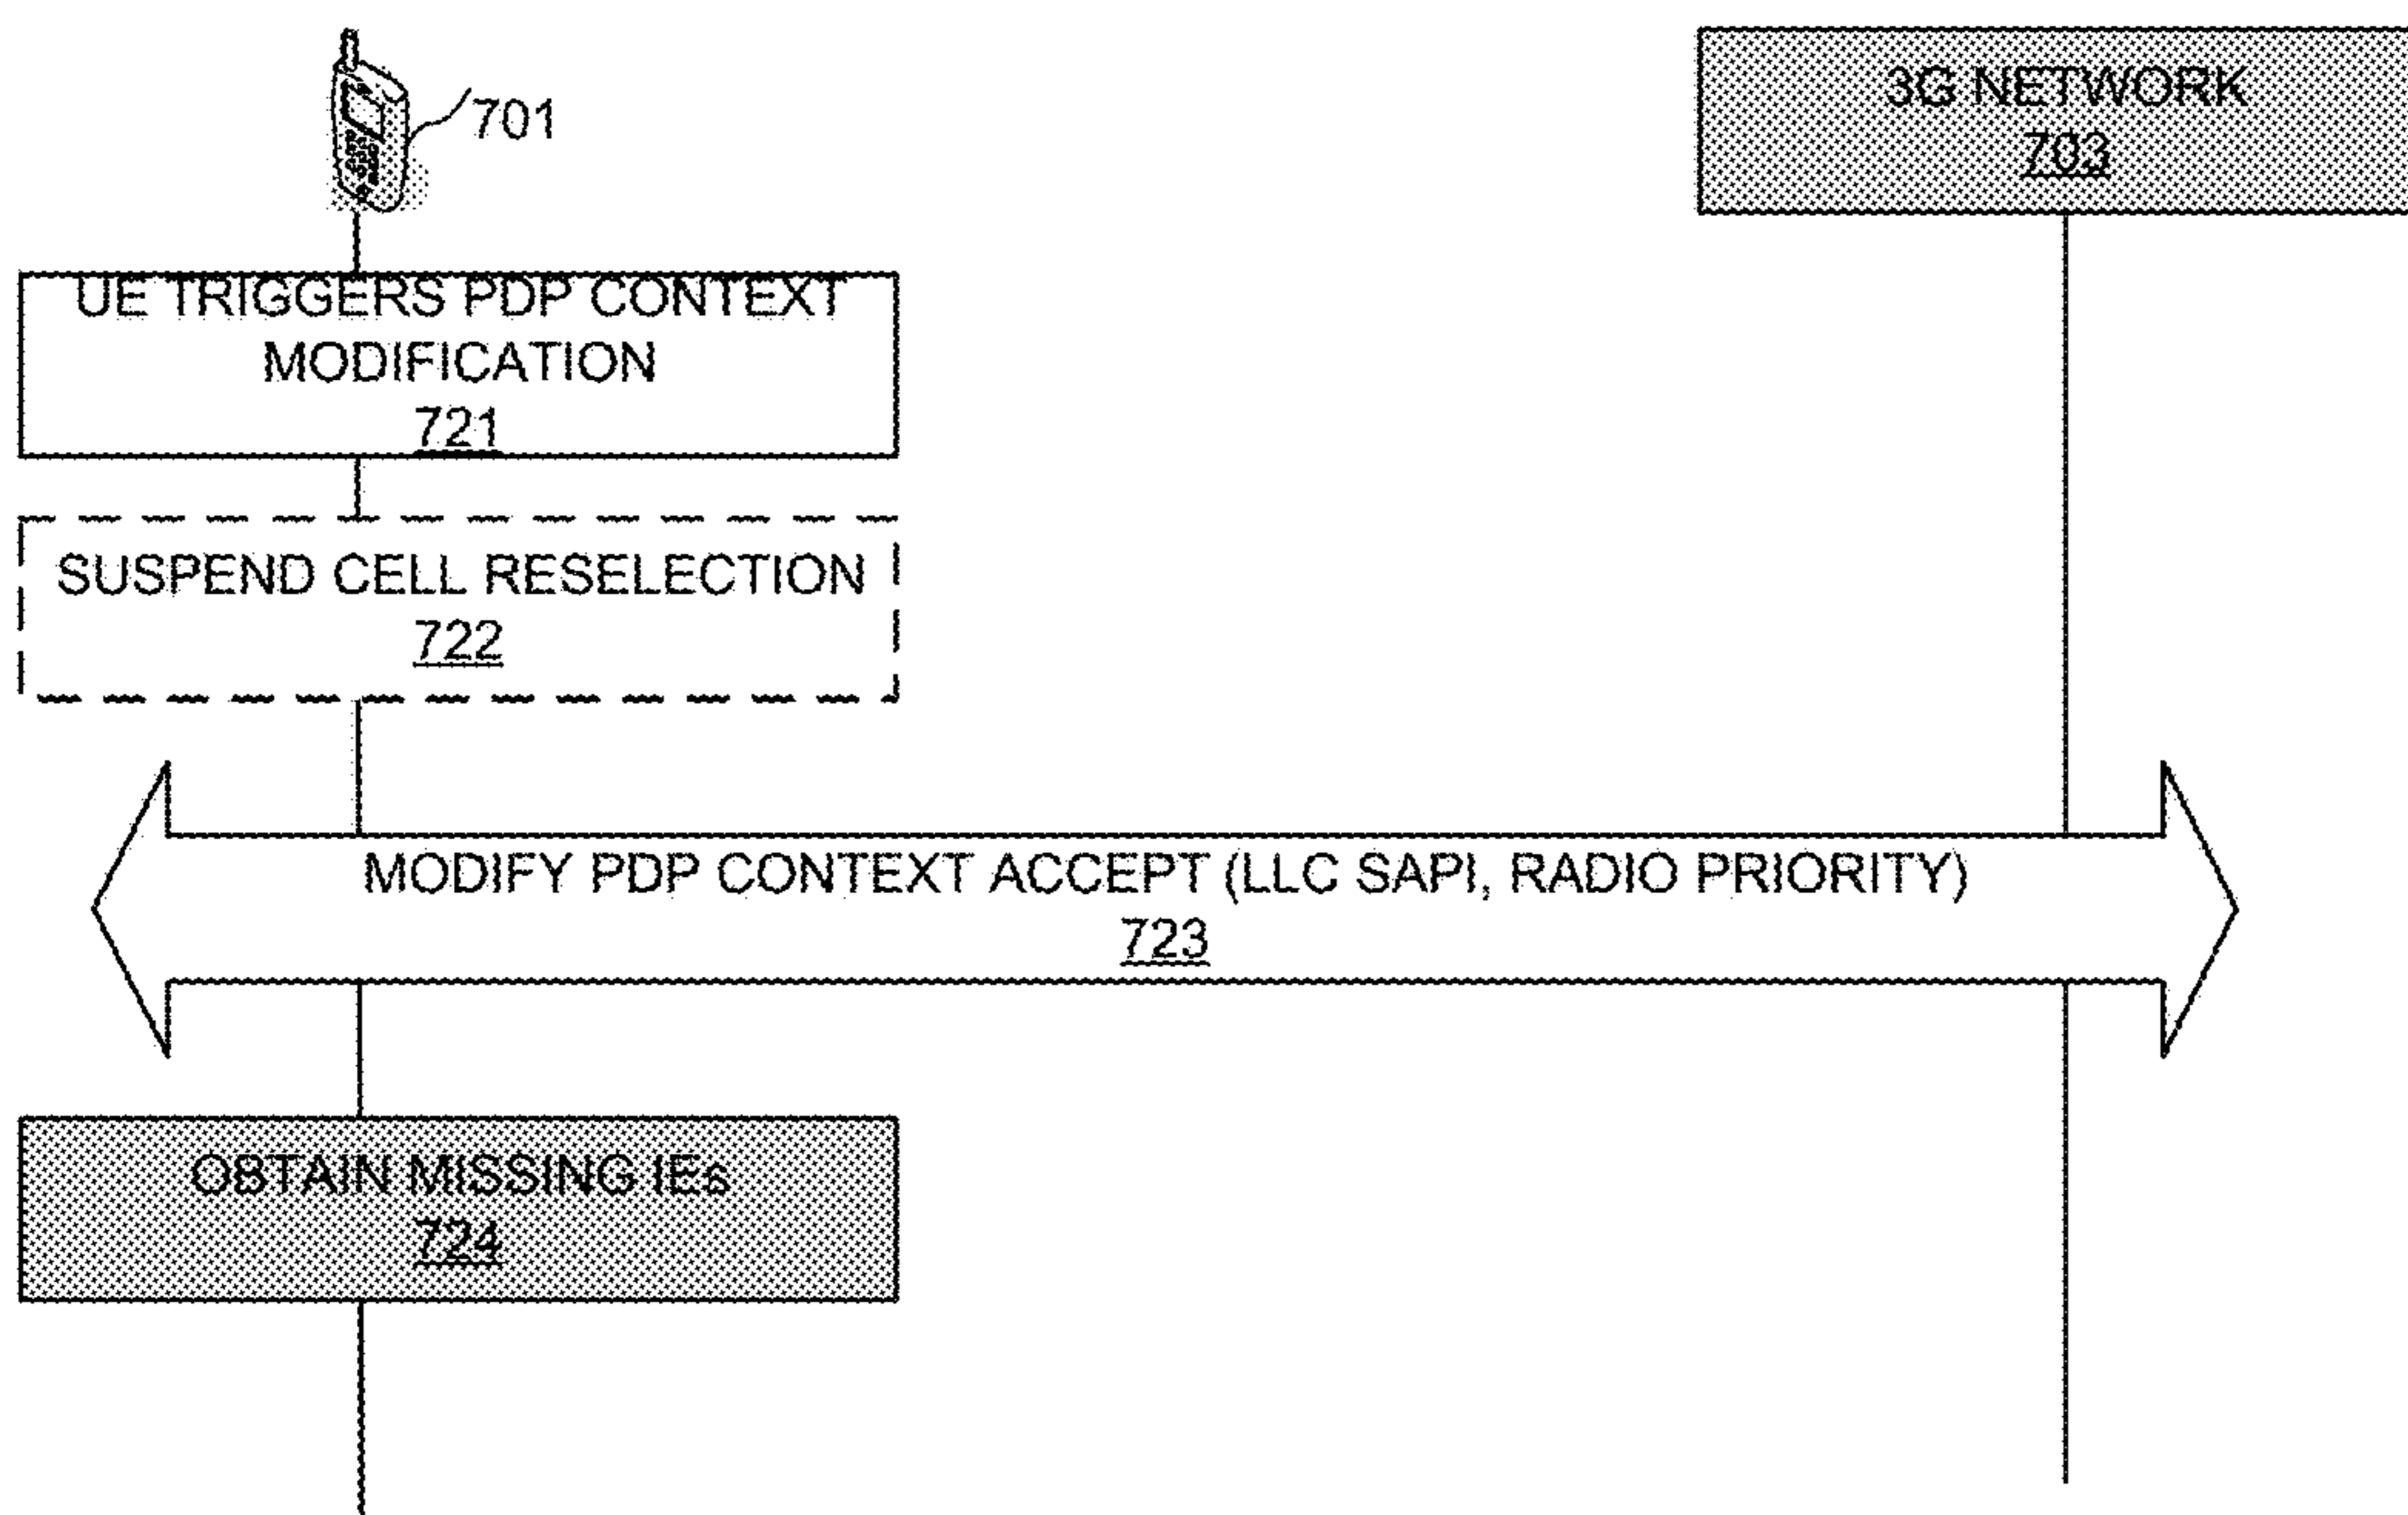 701
3G NETWORK
703
UE TRIGGERS PDP CONTEXT
MODIFICATION
721
SUSPEND CELL RESELECTION
722
MODIFY PDP CONTEXT ACCEPT (LLC SAPI, RADIO PRIORITY)
723
OBTAIN MISSING IEs
724